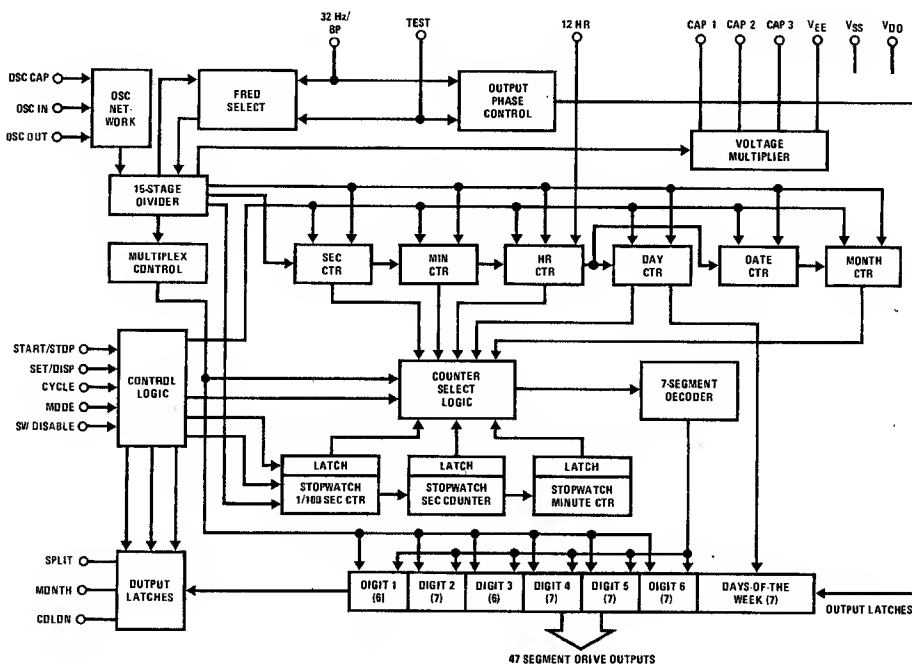 32 Hz/
BP
TEST
12 HR
CAP 1
CAP 2
CAP 3
VEE
VSS
VDD
OSC CAP
OSC IN
OSC OUT
OSC
NET-
WORK
FREQ
SELECT
OUTPUT
PHASE
CONTROL
VOLTAGE
MULTIPLIER
15-STAGE
DIVIDER
MULTIPLEX
CONTROL
SEC
CTR
MIN
CTR
HR
CTR
DAY
CTR
DATE
CTR
MONTH
CTR
START/STOP
SET/DISP
CYCLE
MODE
SW DISABLE
CONTROL
LOGIC
COUNTER
SELECT
LOGIC
7-SEGMENT
DECODER
LATCH
STOPWATCH
1/100 SEC CTR
LATCH
STOPWATCH
SEC COUNTER
LATCH
STOPWATCH
MINUTE CTR
SPLIT
MONTH
COLON
OUTPUT
LATCHES
DIGIT 1
(6)
DIGIT 2
(7)
DIGIT 3
(6)
DIGIT 4
(7)
DIGIT 5
(7)
DIGIT 6
(7)
DAYS-OF-THE
WEEK (7)
OUTPUT LATCHES
47 SEGMENT DRIVE OUTPUTS